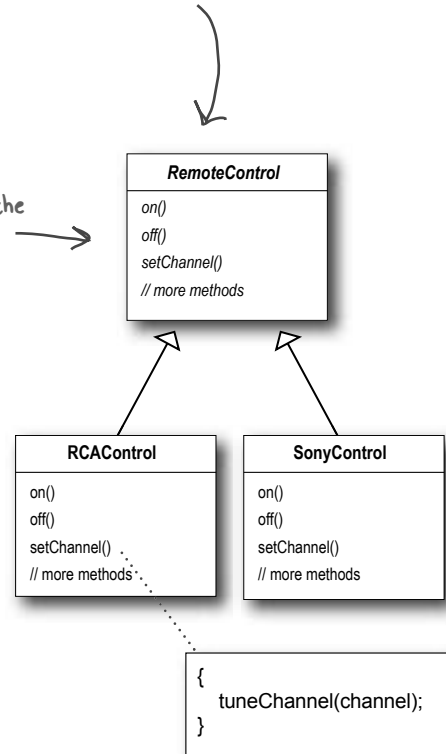 RemoteControl
on()
the
off()
setChannel()
// more methods
RCAControl
on()
off()
setChannel()
// more methods
SonyControl
on()
off()
setChannel()
// more methods
{
tuneChannel(channel);
}